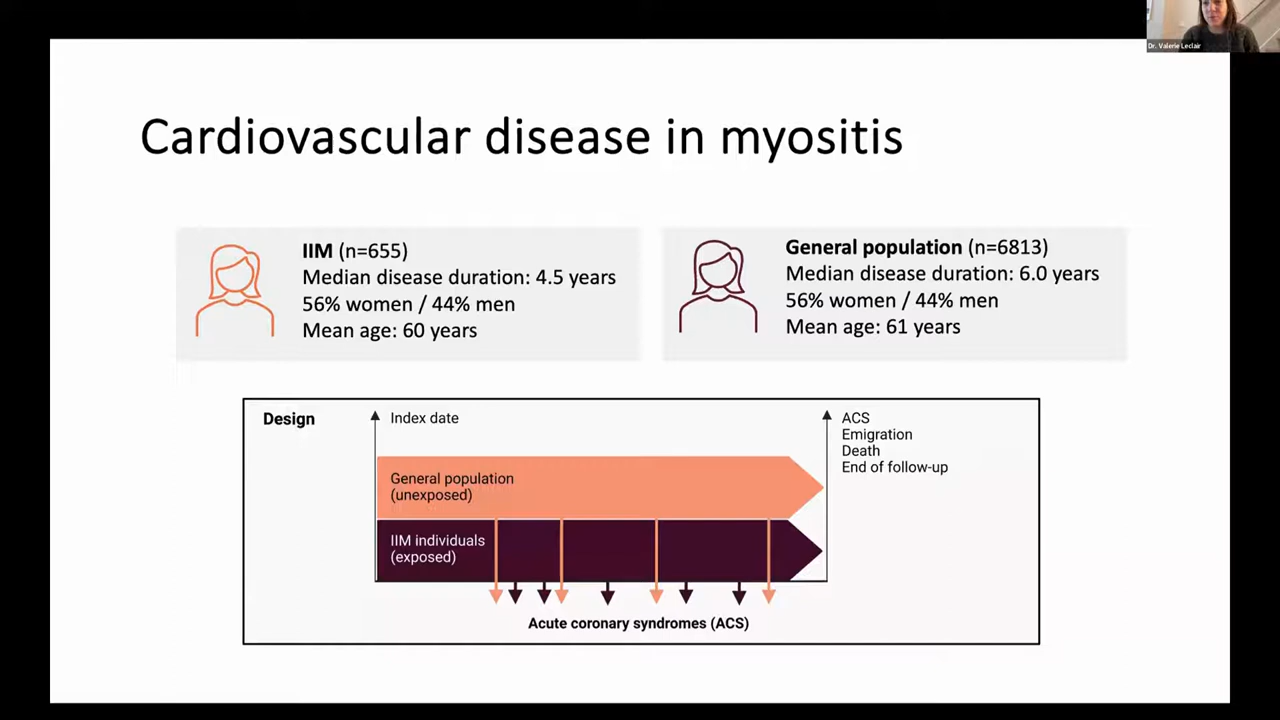 Dr. Valerie Leclair
Cardiovascular disease in myositis
IIM (n=655)
Median disease duration: 4.5 years
56% women / 44% men
Mean age: 60 years
General population (n=6813)
Median disease duration: 6.0 years
56% women / 44% men
Mean age: 61 years
Design
Index date
ACS
Emigration
Death
End of follow-up
General population
(unexposed)
IIM individuals
(exposed)
Acute coronary syndromes (ACS)